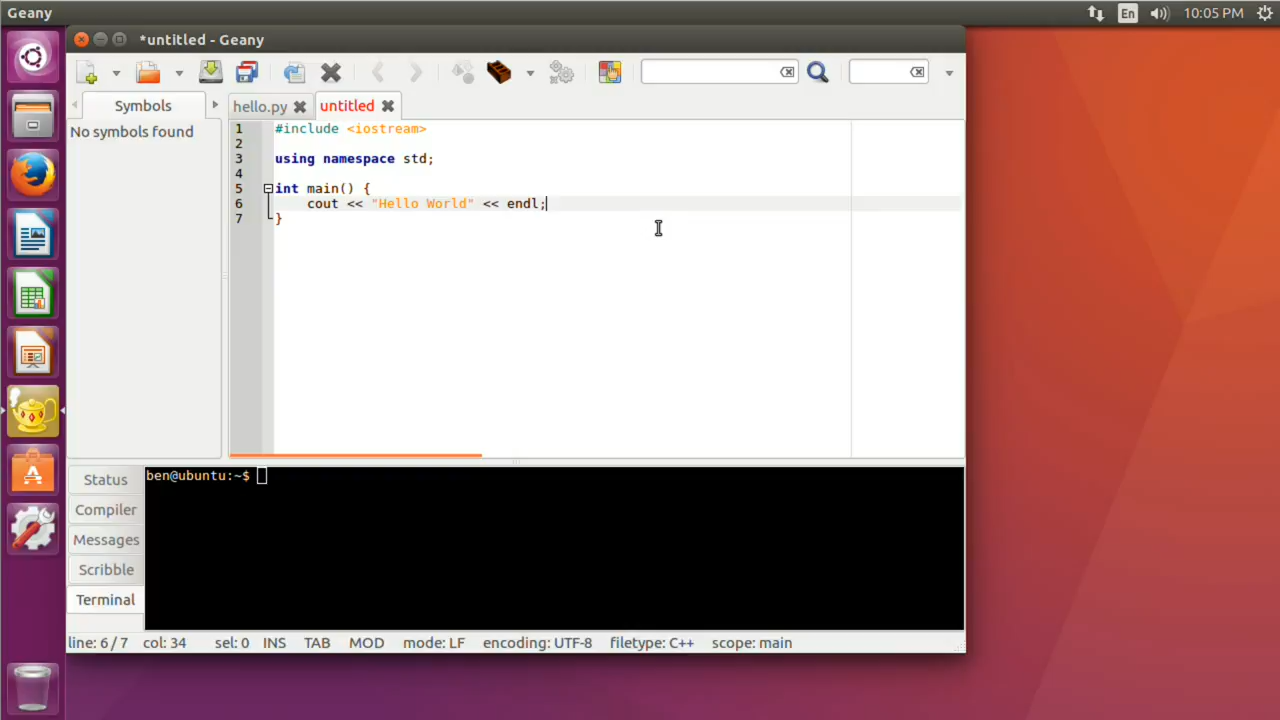 Geany
En
10:05 PM
*untitled - Geany
Symbols
hello.py
untitled
No symbols found
1 #include <iostream>
2
3 using namespace std;
4
5 int main() {
6 cout << "Hello World" << endl;
7 }
Status
Compiler
Messages
Scribble
Terminal
ben@ubuntu:~$
line: 6 / 7 col: 34 sel: 0 INS TAB MOD mode: LF encoding: UTF-8 filetype: C++ scope: main